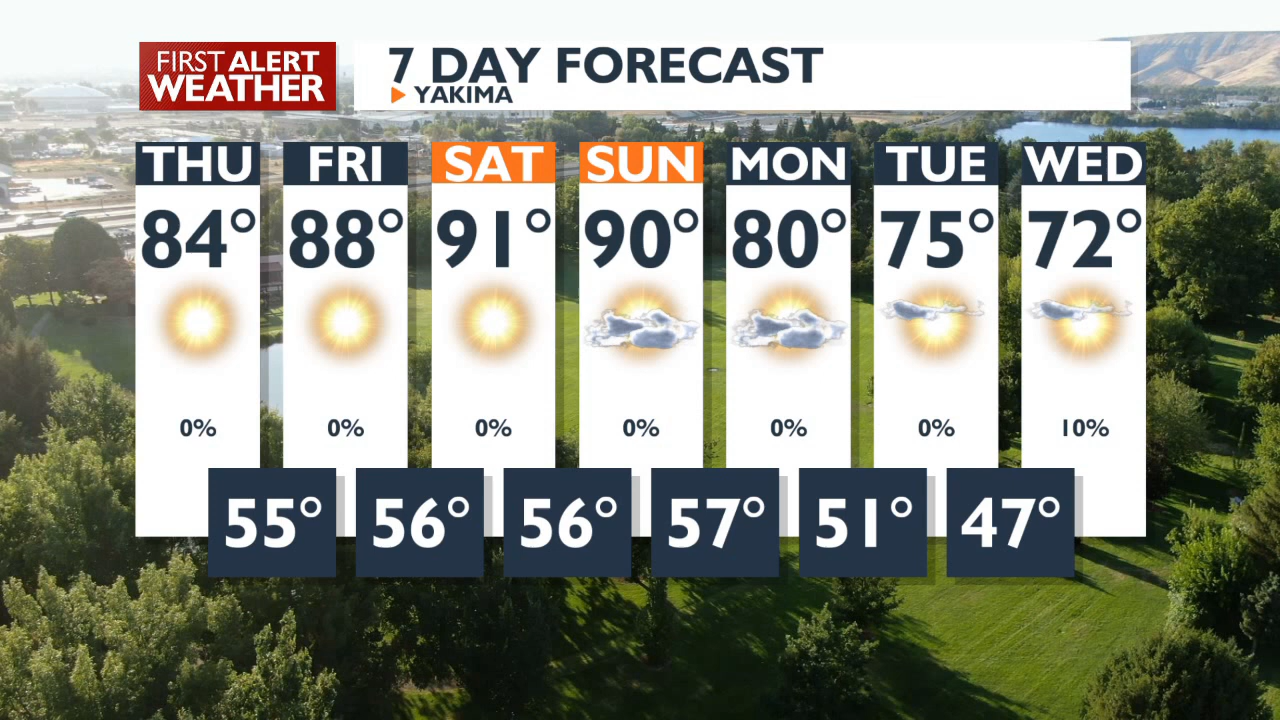 FIRST ALERT
WEATHER
7 DAY FORECAST
YAKIMA
THU FRI SAT SUN MON TUE WED
84° 88° 91° 90° 80° 75° 72°
0% 0% 0% 0% 0% 0% 10%
55° 56° 56° 57° 51° 47°